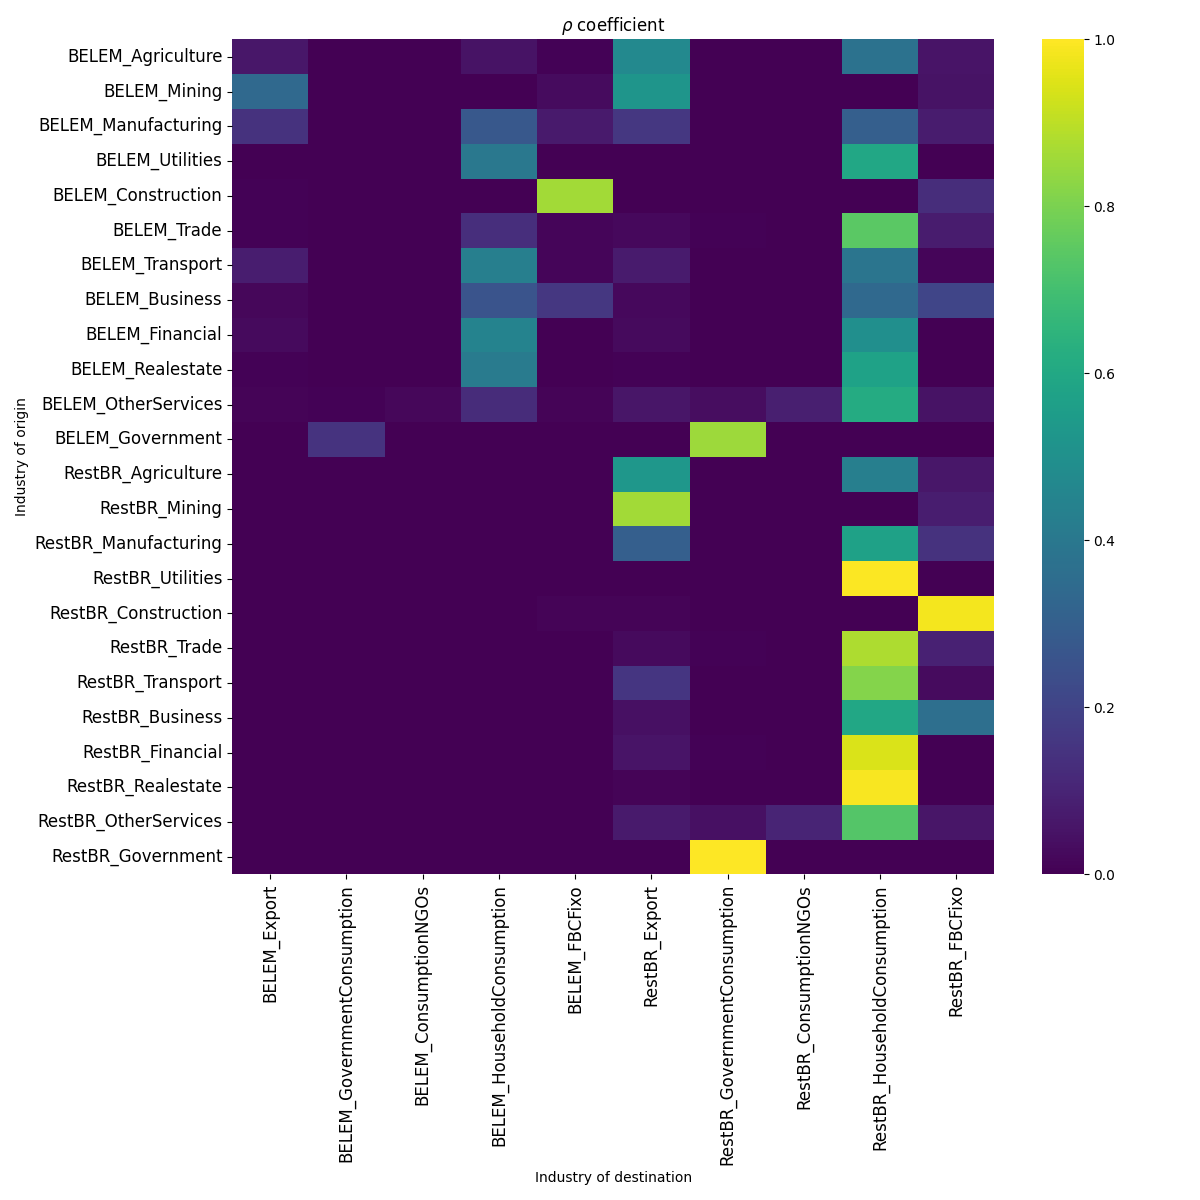 ρ coefficient
BELEM_Agriculture
BELEM_Mining
BELEM_Manufacturing
BELEM_Utilities
BELEM_Construction
BELEM_Trade
BELEM_Transport
BELEM_Business
BELEM_Financial
BELEM_Realestate
BELEM_OtherServices
BELEM_Government
RestBR_Agriculture
RestBR_Mining
RestBR_Manufacturing
RestBR_Utilities
RestBR_Construction
RestBR_Trade
RestBR_Transport
RestBR_Business
RestBR_Financial
RestBR_Realestate
RestBR_OtherServices
RestBR_Government
Industry of origin
BELEM_Export
BELEM_GovernmentConsumption
BELEM_ConsumptionNGOs
BELEM_HouseholdConsumption
BELEM_FBCFixo
RestBR_Export
RestBR_GovernmentConsumption
RestBR_ConsumptionNGOs
RestBR_HouseholdConsumption
RestBR_FBCFixo
Industry of destination
1.0
0.8
0.6
0.4
0.2
0.0